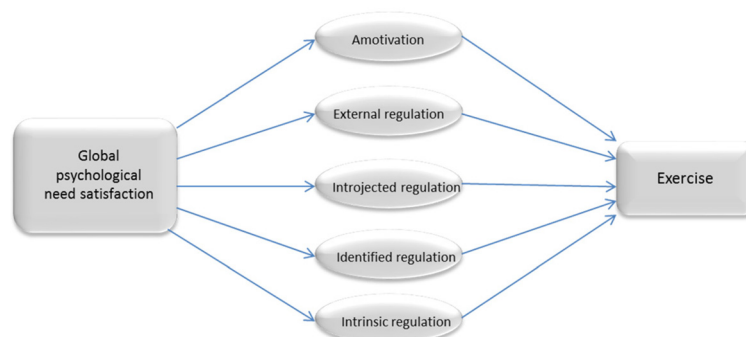 Amotivation
External regulation
Global
psychological
need satisfaction
Introjected regulation
Exercise
Identified regulation
Intrinsic regulation